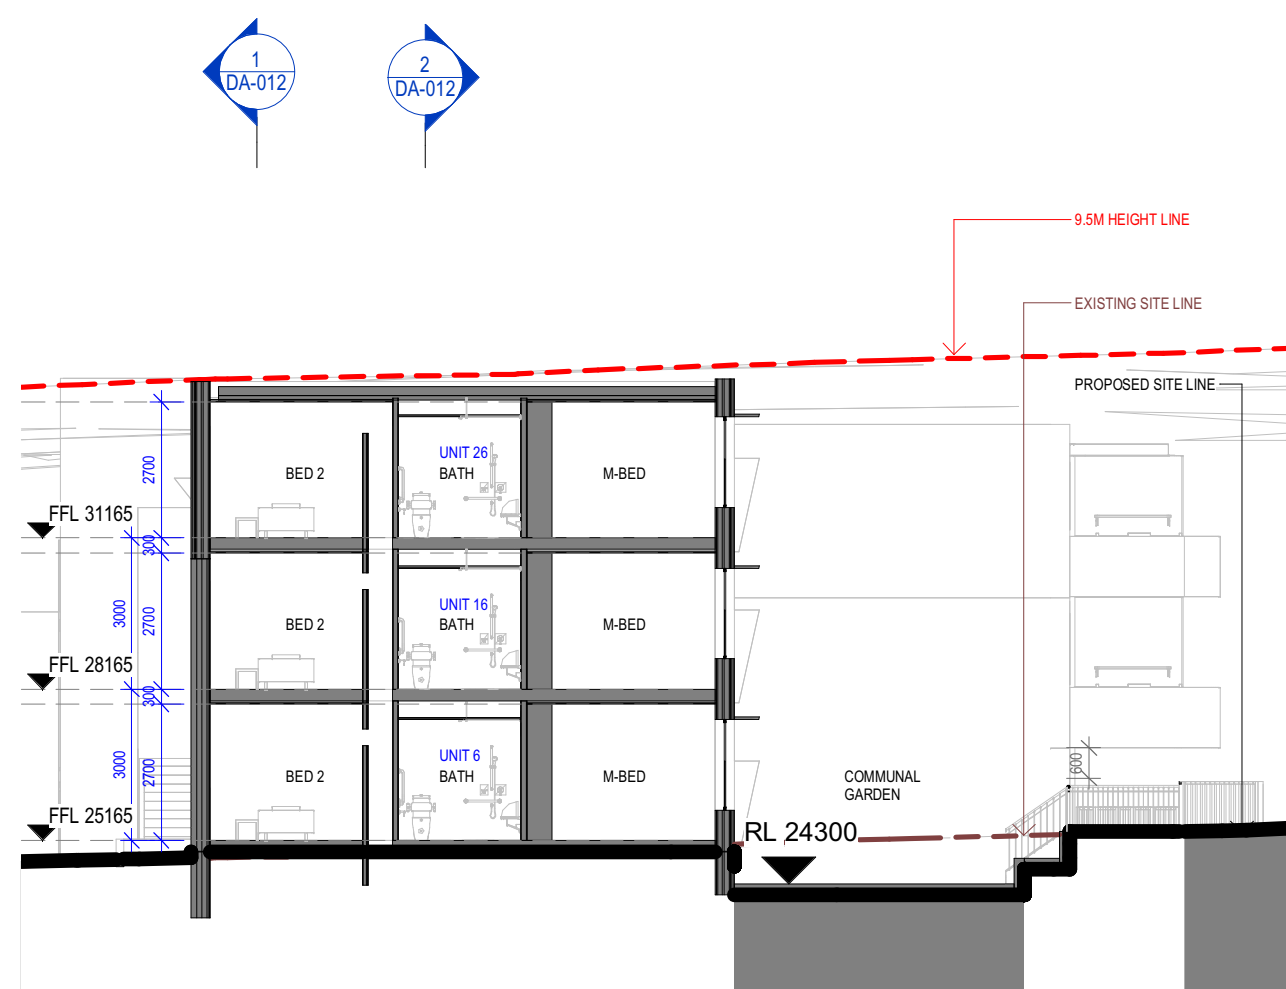 1
DA-012
2
DA-012
9.5M HEIGHT LINE
EXISTING SITE LINE
PROPOSED SITE LINE
2700
BED 2
UNIT 26
BATH
M-BED
FFL 31165
300
3000
2700
BED 2
UNIT 16
BATH
M-BED
FFL 28165
300
3000
2700
BED 2
UNIT 6
BATH
M-BED
COMMUNAL
GARDEN
600
FFL 25165
RL 24300